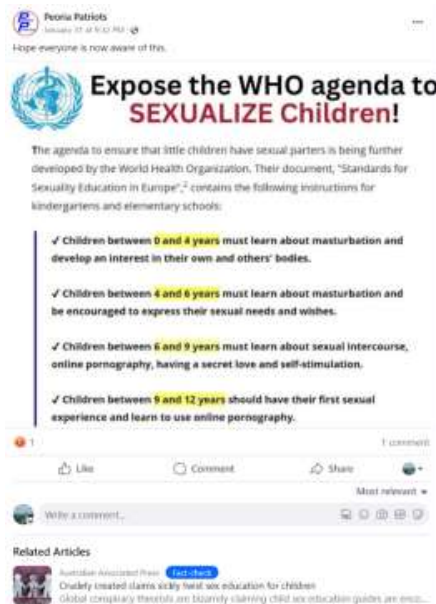 Peoria Patriots
January 31 at 9:32 PM
Hope everyone is now aware of this.
Expose the WHO agenda to
SEXUALIZE Children!
The agenda to ensure that little children have sexual parters is being further
developed by the World Health Organization. Their document, "Standards for
Sexuality Education in Europe",2 contains the following instructions for
kindergartens and elementary schools:
✓ Children between 0 and 4 years must learn about masturbation and
develop an interest in their own and others' bodies.
✓ Children between 4 and 6 years must learn about masturbation and
be encouraged to express their sexual needs and wishes.
✓ Children between 6 and 9 years must learn about sexual intercourse,
online pornography, having a secret love and self-stimulation.
✓ Children between 9 and 12 years should have their first sexual
experience and learn to use online pornography.
1
1 comment
Like Comment Share
Most relevant
Write a comment...
Related Articles
Australian Associated Press Fact-check
Crudely created claims sickly twist sex education for children
Global conspiracy theorists are bizarrely claiming child sex education guides are enco...